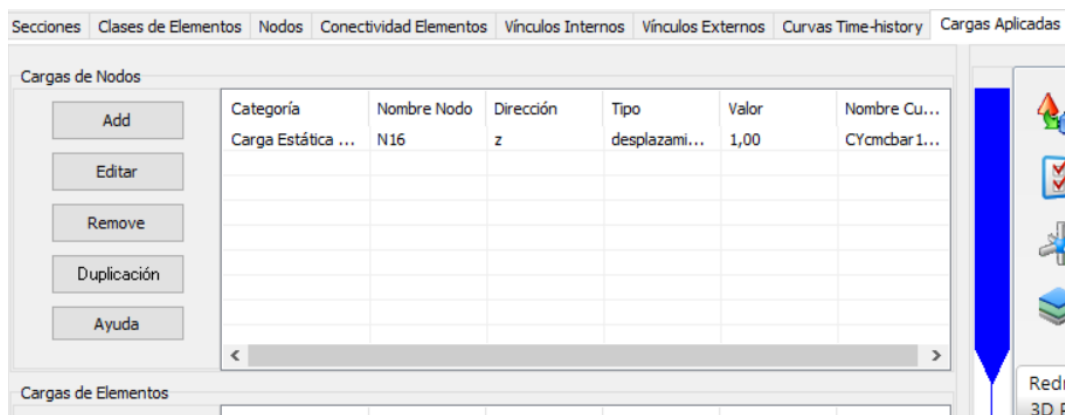 Secciones Clases de Elementos Nodos Conectividad Elementos Vínculos Internos Vínculos Externos Curvas Time-history Cargas Aplicadas
Cargas de Nodos
Add
Editar
Remove
Duplicación
Ayuda
Categoría Nombre Nodo Dirección Tipo Valor Nombre Cu...
Carga Estática ... N16 z desplazami... 1,00 CYcmcbar1...
Cargas de Elementos
3D